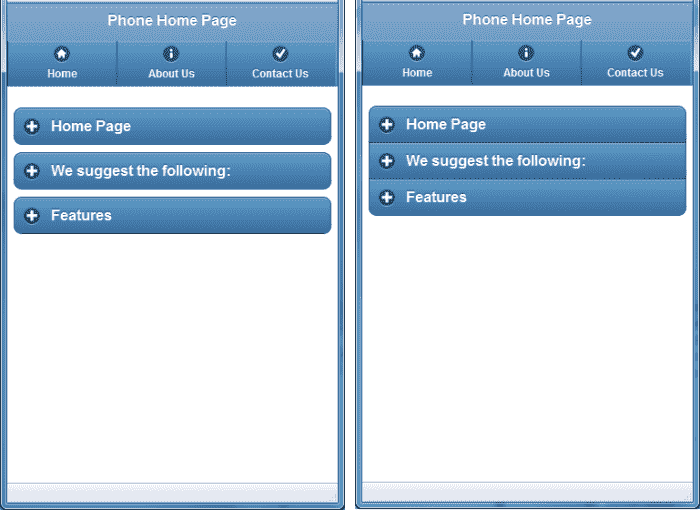 Phone Home Page
Home About Us Contact Us
Home Page
We suggest the following:
Features
Phone Home Page
Home About Us Contact Us
Home Page
We suggest the following:
Features